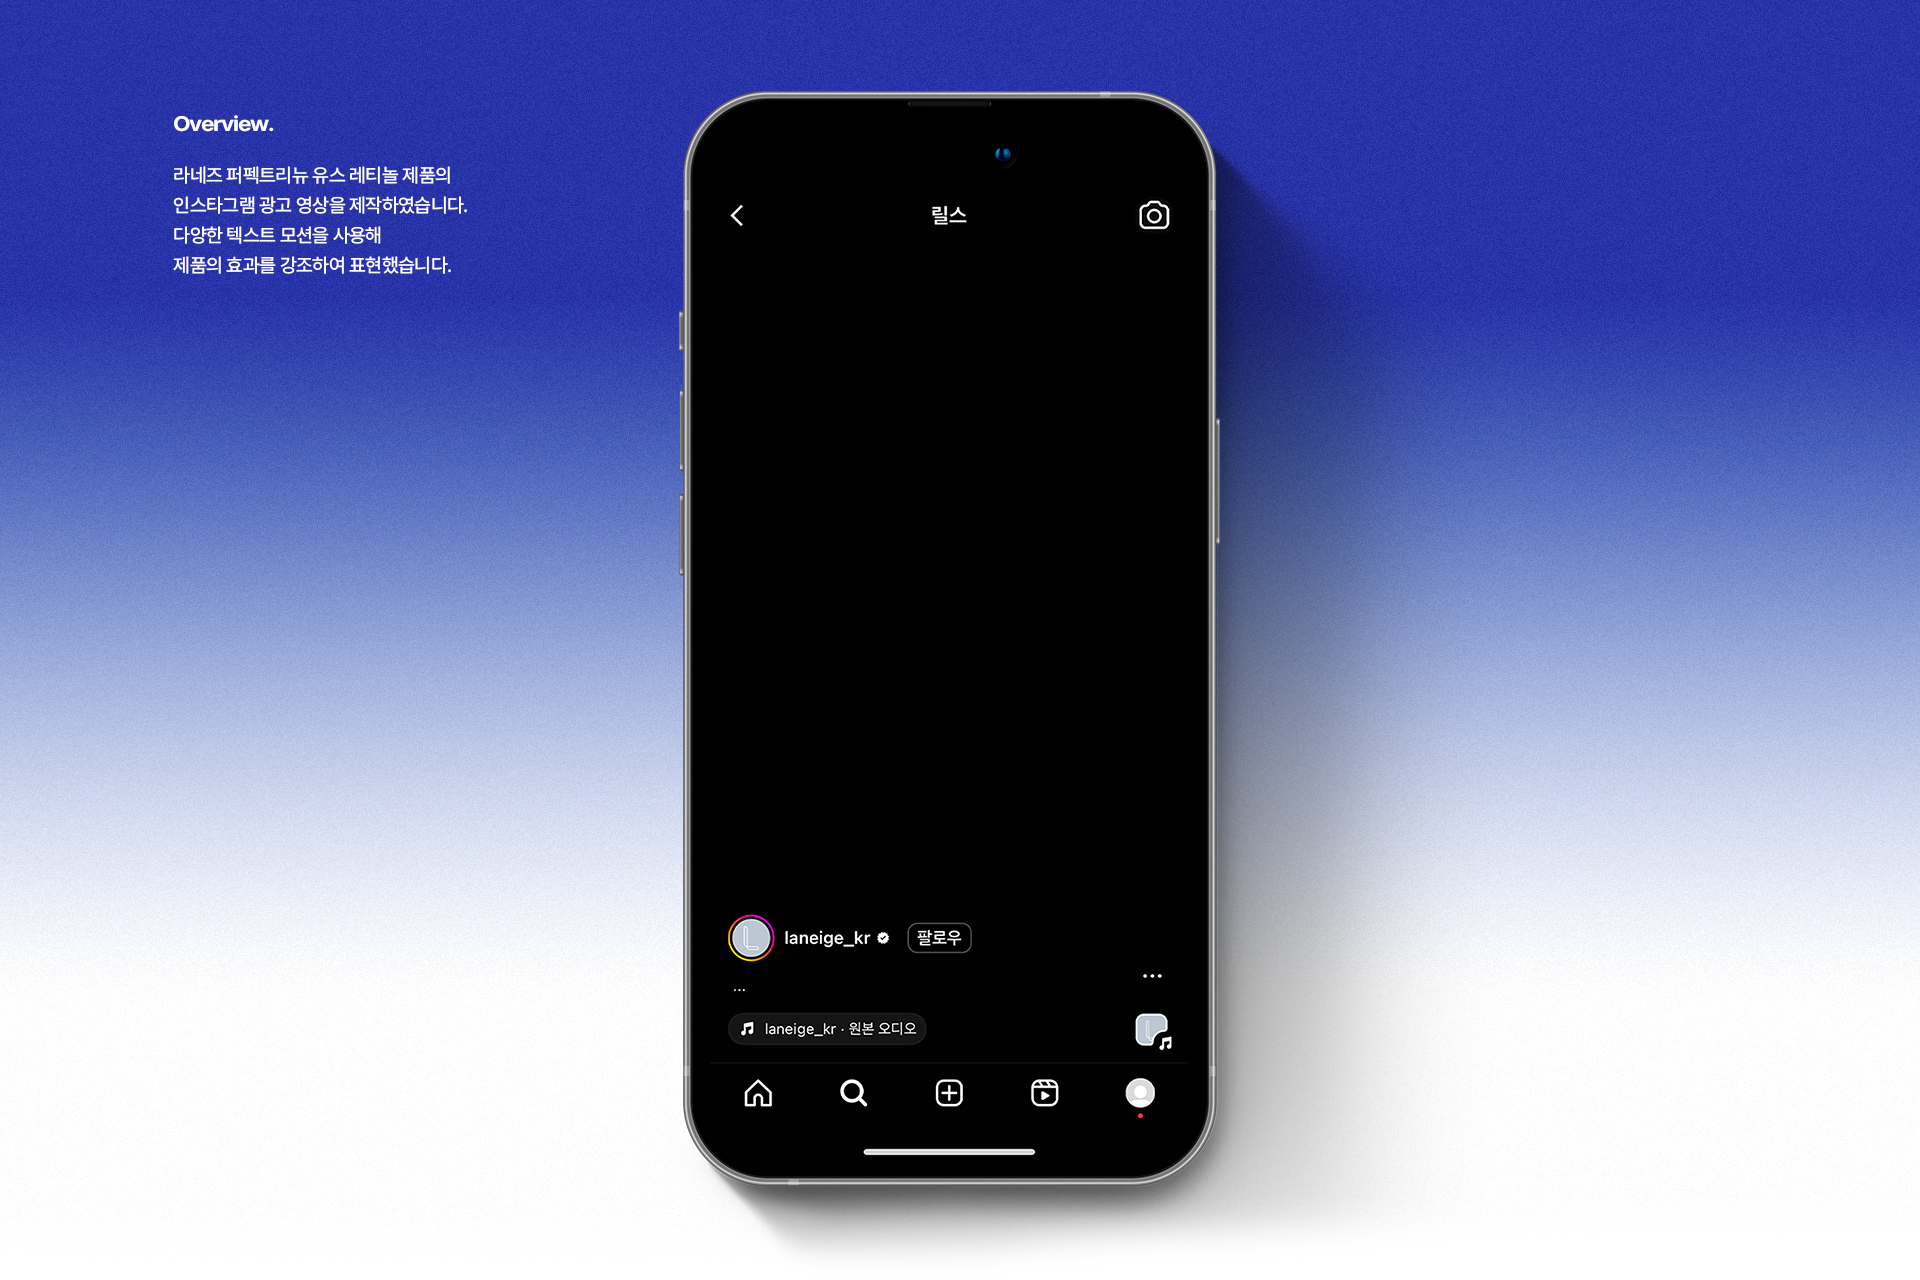 Overview.
라네즈 퍼펙트리뉴 유스 레티놀 제품의
인스타그램 광고 영상을 제작하였습니다.
다양한 텍스트 모션을 사용해
제품의 효과를 강조하여 표현했습니다.
릴스
laneige_kr 팔로우
...
laneige_kr · 원본 오디오